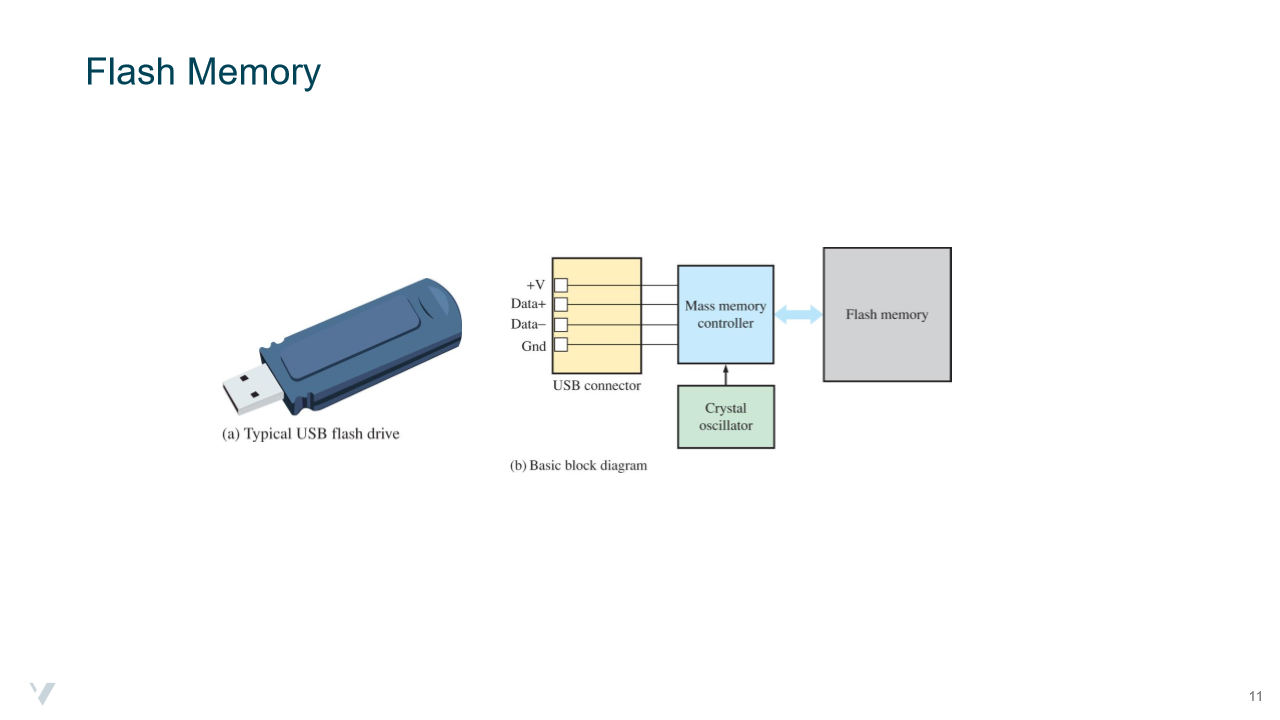 Flash Memory
+V
Data+
Data–
Gnd
USB connector
Mass memory
controller
Crystal
oscillator
Flash memory
(a) Typical USB flash drive
(b) Basic block diagram
11